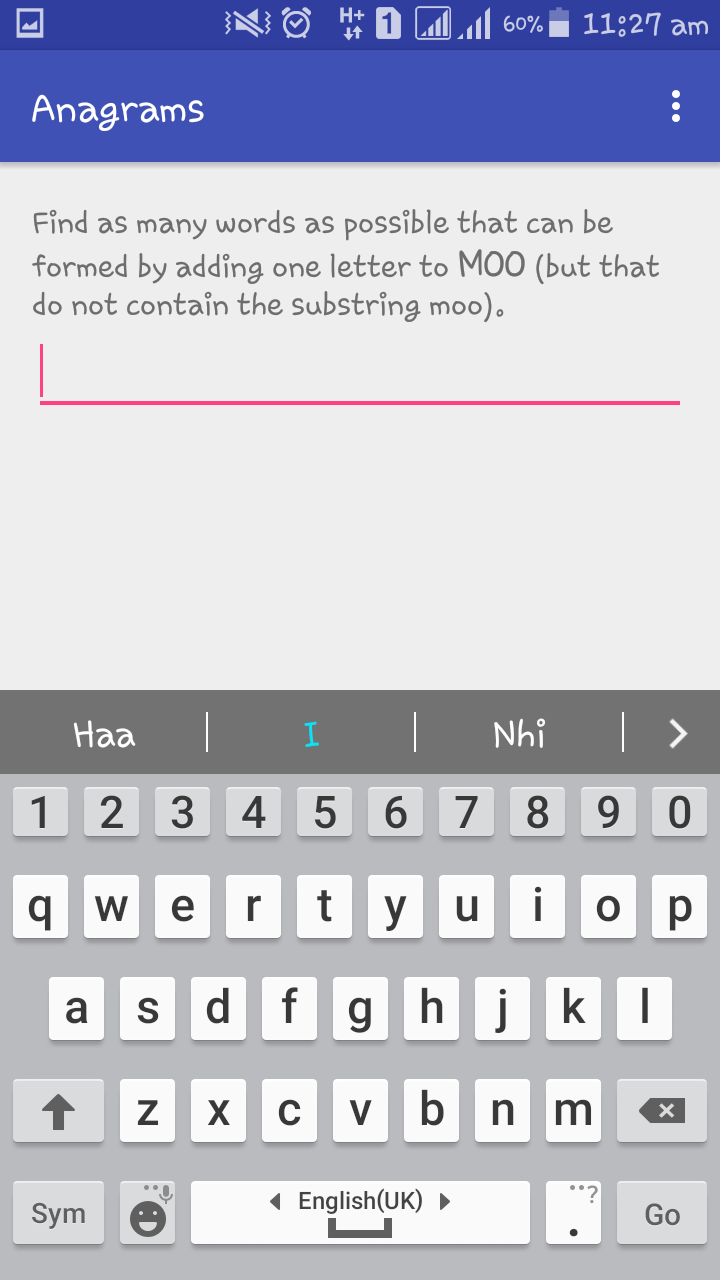 H+ 1 60% 11:27 am
Anagrams
Find as many words as possible that can be
formed by adding one letter to MOO (but that
do not contain the substring moo).
Haa I Nhi
1 2 3 4 5 6 7 8 9 0
q w e r t y u i o p
a s d f g h j k l
z x c v b n m
Sym English(UK) . ? Go